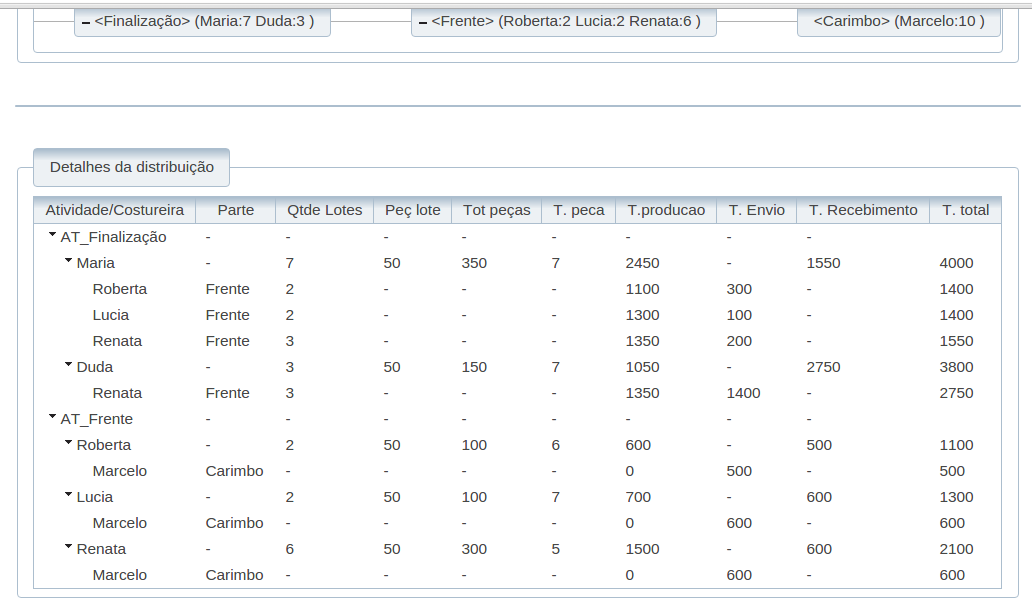 – <Finalização> (Maria:7 Duda:3 ) – <Frente> (Roberta:2 Lucia:2 Renata:6 ) <Carimbo> (Marcelo:10 )
Detalhes da distribuição
Atividade/Costureira Parte Qtde Lotes Peç lote Tot peças T. peca T.producao T. Envio T. Recebimento T. total
AT_Finalização - - - - - - - -
Maria - 7 50 350 7 2450 - 1550 4000
Roberta Frente 2 - - - 1100 300 - 1400
Lucia Frente 2 - - - 1300 100 - 1400
Renata Frente 3 - - - 1350 200 - 1550
Duda - 3 50 150 7 1050 - 2750 3800
Renata Frente 3 - - - 1350 1400 - 2750
AT_Frente - - - - - - - -
Roberta - 2 50 100 6 600 - 500 1100
Marcelo Carimbo - - - - 0 500 - 500
Lucia - 2 50 100 7 700 - 600 1300
Marcelo Carimbo - - - - 0 600 - 600
Renata - 6 50 300 5 1500 - 600 2100
Marcelo Carimbo - - - - 0 600 - 600